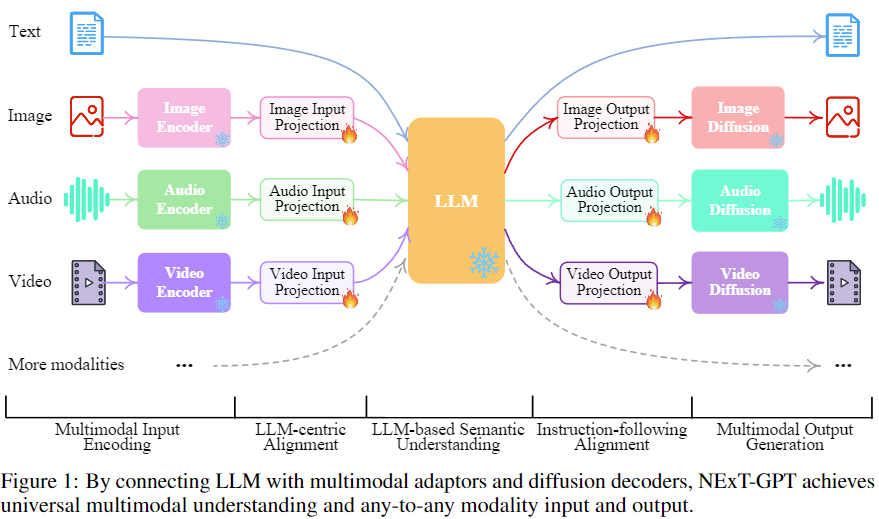 Text
Image
Image
Encoder
Image Input
Projection
Image Output
Projection
Image
Diffusion
Audio
Audio
Encoder
Audio Input
Projection
LLM
Audio Output
Projection
Audio
Diffusion
Video
Video
Encoder
Video Input
Projection
Video Output
Projection
Video
Diffusion
More modalities
...
...
Multimodal Input
Encoding
LLM-centric
Alignment
LLM-based Semantic
Understanding
Instruction-following
Alignment
Multimodal Output
Generation
Figure 1: By connecting LLM with multimodal adaptors and diffusion decoders, NExT-GPT achieves
universal multimodal understanding and any-to-any modality input and output.